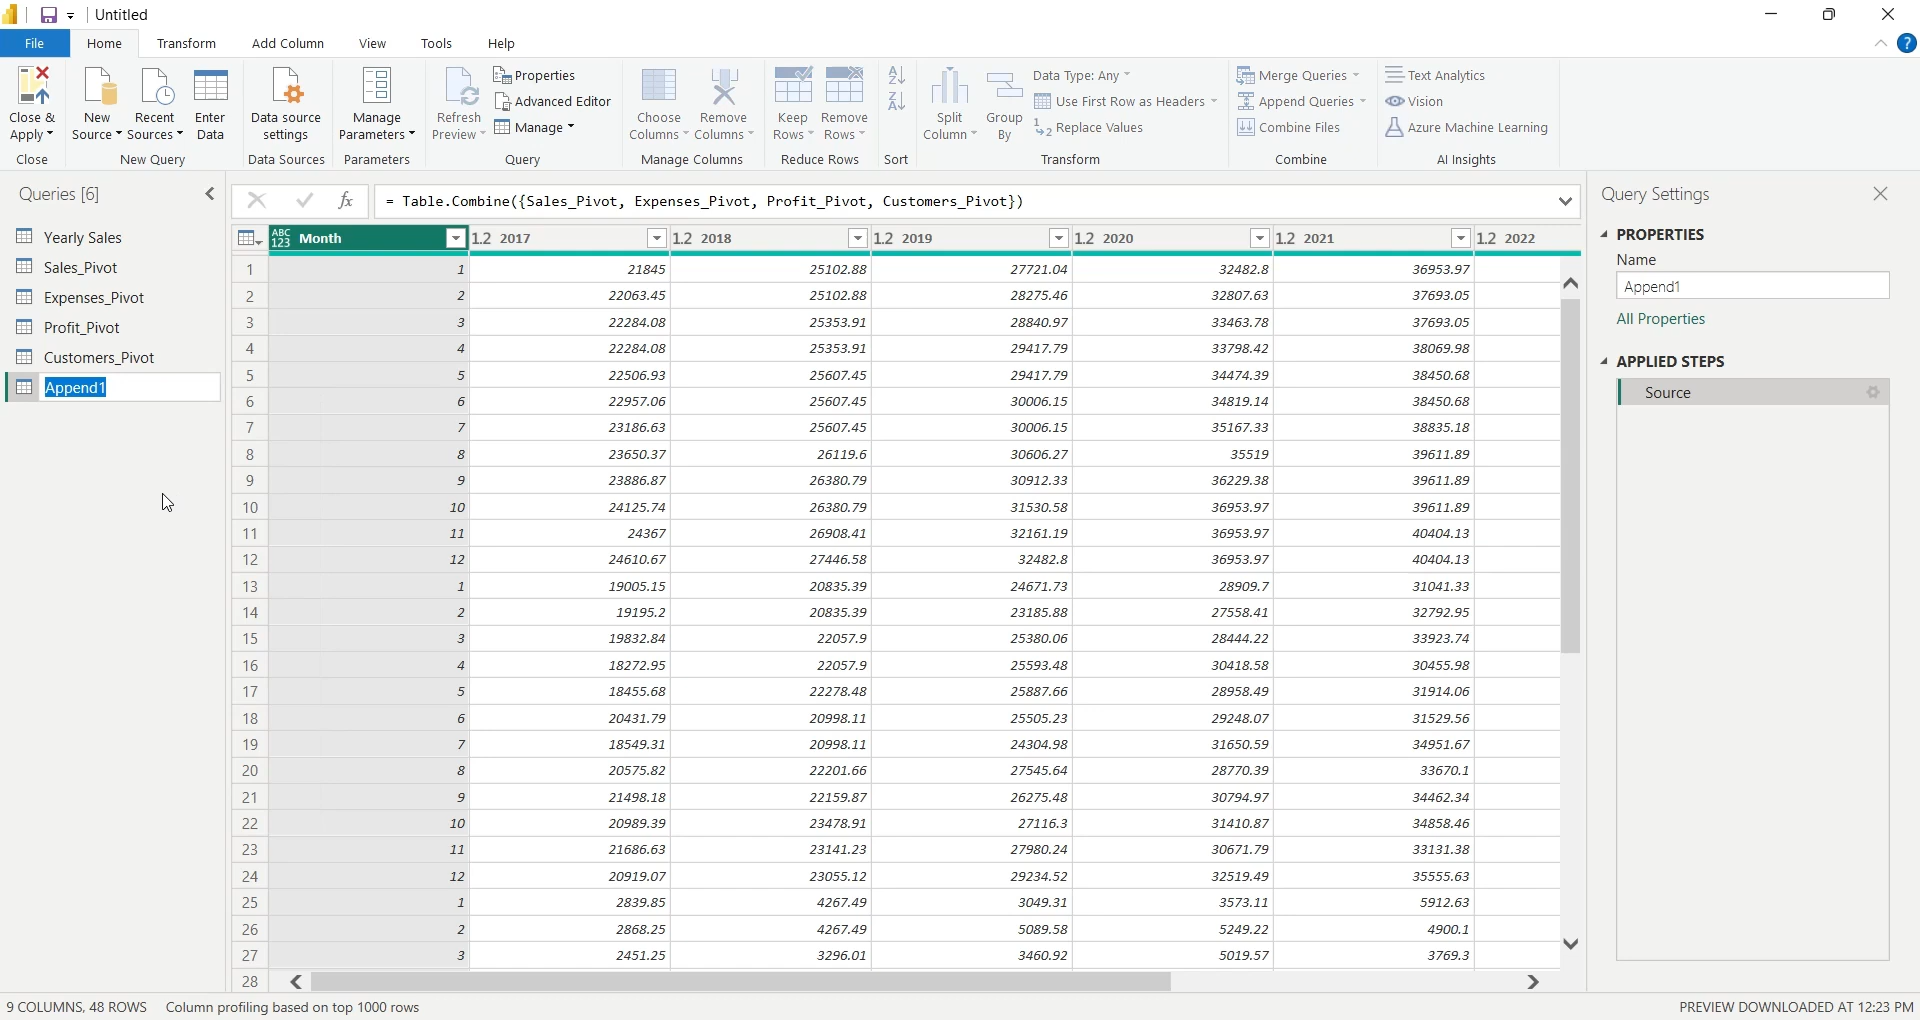 Untitled
File Home Transform Add Column View Tools Help
Close & Apply
Close
New Source
Recent Sources
Enter Data
New Query
Data source settings
Data Sources
Manage Parameters
Parameters
Refresh Preview
Properties
Advanced Editor
Manage
Query
Choose Columns
Remove Columns
Manage Columns
Keep Rows
Remove Rows
Reduce Rows
Sort
Split Column
Group By
Data Type: Any
Use First Row as Headers
Replace Values
Transform
Merge Queries
Append Queries
Combine Files
Combine
Text Analytics
Vision
Azure Machine Learning
AI Insights
Queries [6]
Yearly Sales
Sales_Pivot
Expenses_Pivot
Profit_Pivot
Customers_Pivot
Append1
fx = Table.Combine({Sales_Pivot, Expenses_Pivot, Profit_Pivot, Customers_Pivot})
ABC 123 Month 1.2 2017 1.2 2018 1.2 2019 1.2 2020 1.2 2021 1.2 2022
1 1 21845 25102.88 27721.04 32482.8 36953.97
2 2 22063.45 25102.88 28275.46 32807.63 37693.05
3 3 22284.08 25353.91 28840.97 33463.78 37693.05
4 4 22284.08 25353.91 29417.79 33798.42 38069.98
5 5 22506.93 25607.45 29417.79 34474.39 38450.68
6 6 22957.06 25607.45 30006.15 34819.14 38450.68
7 7 23186.63 25607.45 30006.15 35167.33 38835.18
8 8 23650.37 26119.6 30606.27 35519 39611.89
9 9 23886.87 26380.79 30912.33 36229.38 39611.89
10 10 24125.74 26380.79 31530.58 36953.97 39611.89
11 11 24367 26908.41 32161.19 36953.97 40404.13
12 12 24610.67 27446.58 32482.8 36953.97 40404.13
13 1 19005.15 20835.39 24671.73 28909.7 31041.33
14 2 19195.2 20835.39 23185.88 27558.41 32792.95
15 3 19832.84 22057.9 25380.06 28444.22 33923.74
16 4 18272.95 22057.9 25593.48 30418.58 30455.98
17 5 18455.68 22278.48 25887.66 28958.49 31914.06
18 6 20431.79 20998.11 25505.23 29248.07 31529.56
19 7 18549.31 20998.11 24304.98 31650.59 34951.67
20 8 20575.82 22201.66 27545.64 28770.39 33670.1
21 9 21498.18 22159.87 26275.48 30794.97 34462.34
22 10 20989.39 23478.91 27116.3 31410.87 34858.46
23 11 21686.63 23141.23 27980.24 30671.79 33131.38
24 12 20919.07 23055.12 29234.52 32519.49 35555.63
25 1 2839.85 4267.49 3049.31 3573.11 5912.63
26 2 2868.25 4267.49 5089.58 5249.22 4900.1
27 3 2451.25 3296.01 3460.92 5019.57 3769.3
28
Query Settings
PROPERTIES
Name
Append1
All Properties
APPLIED STEPS
Source
9 COLUMNS, 48 ROWS Column profiling based on top 1000 rows
PREVIEW DOWNLOADED AT 12:23 PM